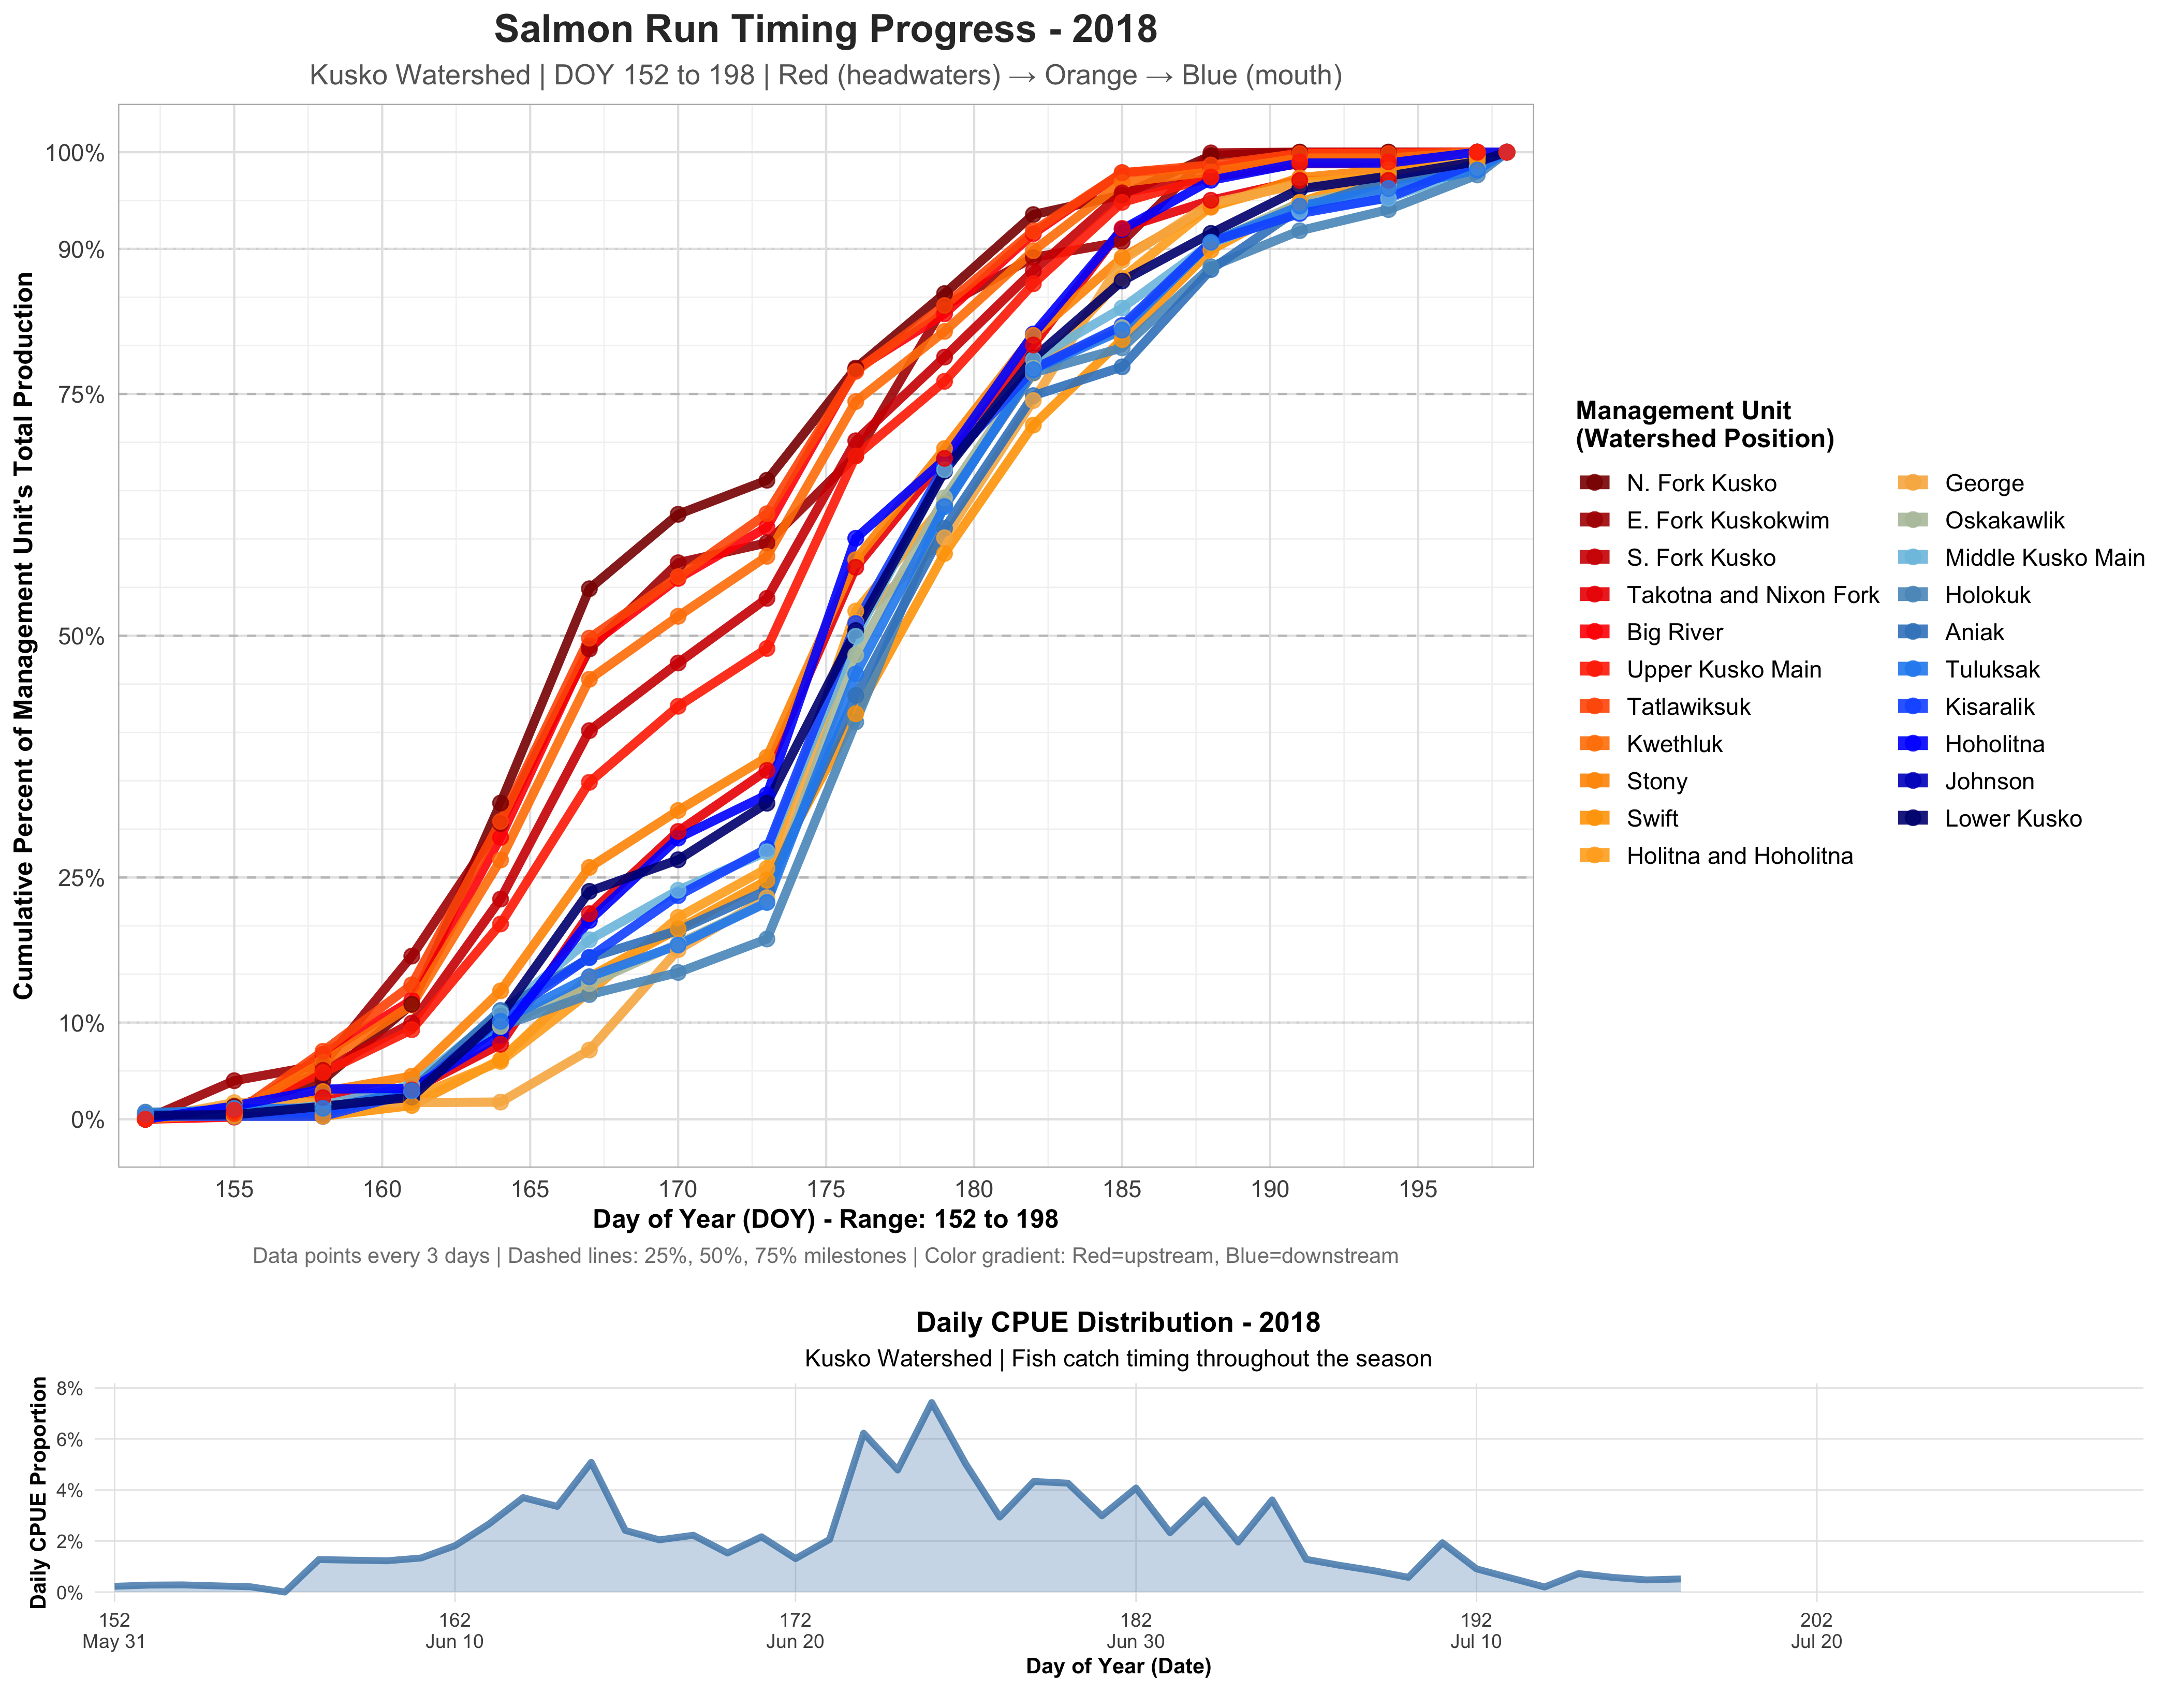 Salmon Run Timing Progress - 2018
Kusko Watershed | DOY 152 to 198 | Red (headwaters) → Orange → Blue (mouth)
Cumulative Percent of Management Unit's Total Production
100%
90%
75%
50%
25%
10%
0%
155 160 165 170 175 180 185 190 195
Day of Year (DOY) - Range: 152 to 198
Data points every 3 days | Dashed lines: 25%, 50%, 75% milestones | Color gradient: Red=upstream, Blue=downstream
Management Unit
(Watershed Position)
N. Fork Kusko
E. Fork Kuskokwim
S. Fork Kusko
Takotna and Nixon Fork
Big River
Upper Kusko Main
Tatlawiksuk
Kwethluk
Stony
Swift
Holitna and Hoholitna
George
Oskakawlik
Middle Kusko Main
Holokuk
Aniak
Tuluksak
Kisaralik
Hoholitna
Johnson
Lower Kusko
Daily CPUE Distribution - 2018
Kusko Watershed | Fish catch timing throughout the season
Daily CPUE Proportion
8%
6%
4%
2%
0%
152 162 172 182 192 202
May 31 Jun 10 Jun 20 Jun 30 Jul 10 Jul 20
Day of Year (Date)